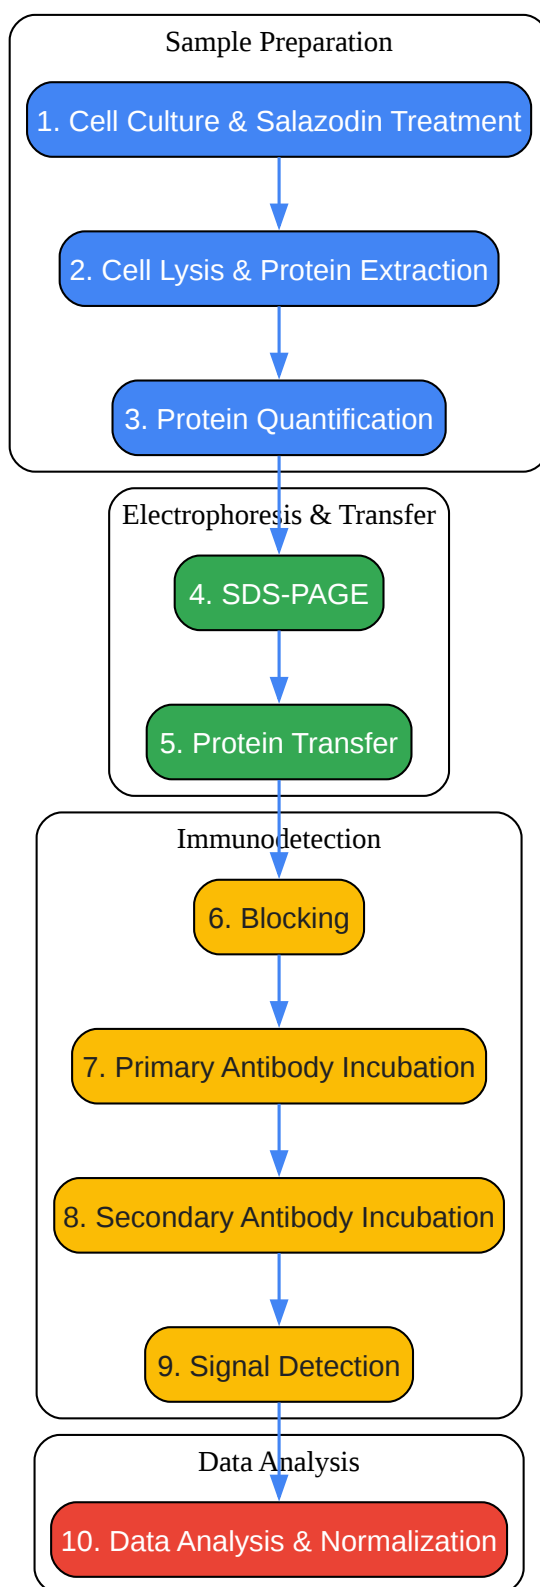 Sample Preparation
1. Cell Culture & Salazodin Treatment
2. Cell Lysis & Protein Extraction
3. Protein Quantification
Electrophoresis & Transfer
4. SDS-PAGE
5. Protein Transfer
Immunodetection
6. Blocking
7. Primary Antibody Incubation
8. Secondary Antibody Incubation
9. Signal Detection
Data Analysis
10. Data Analysis & Normalization